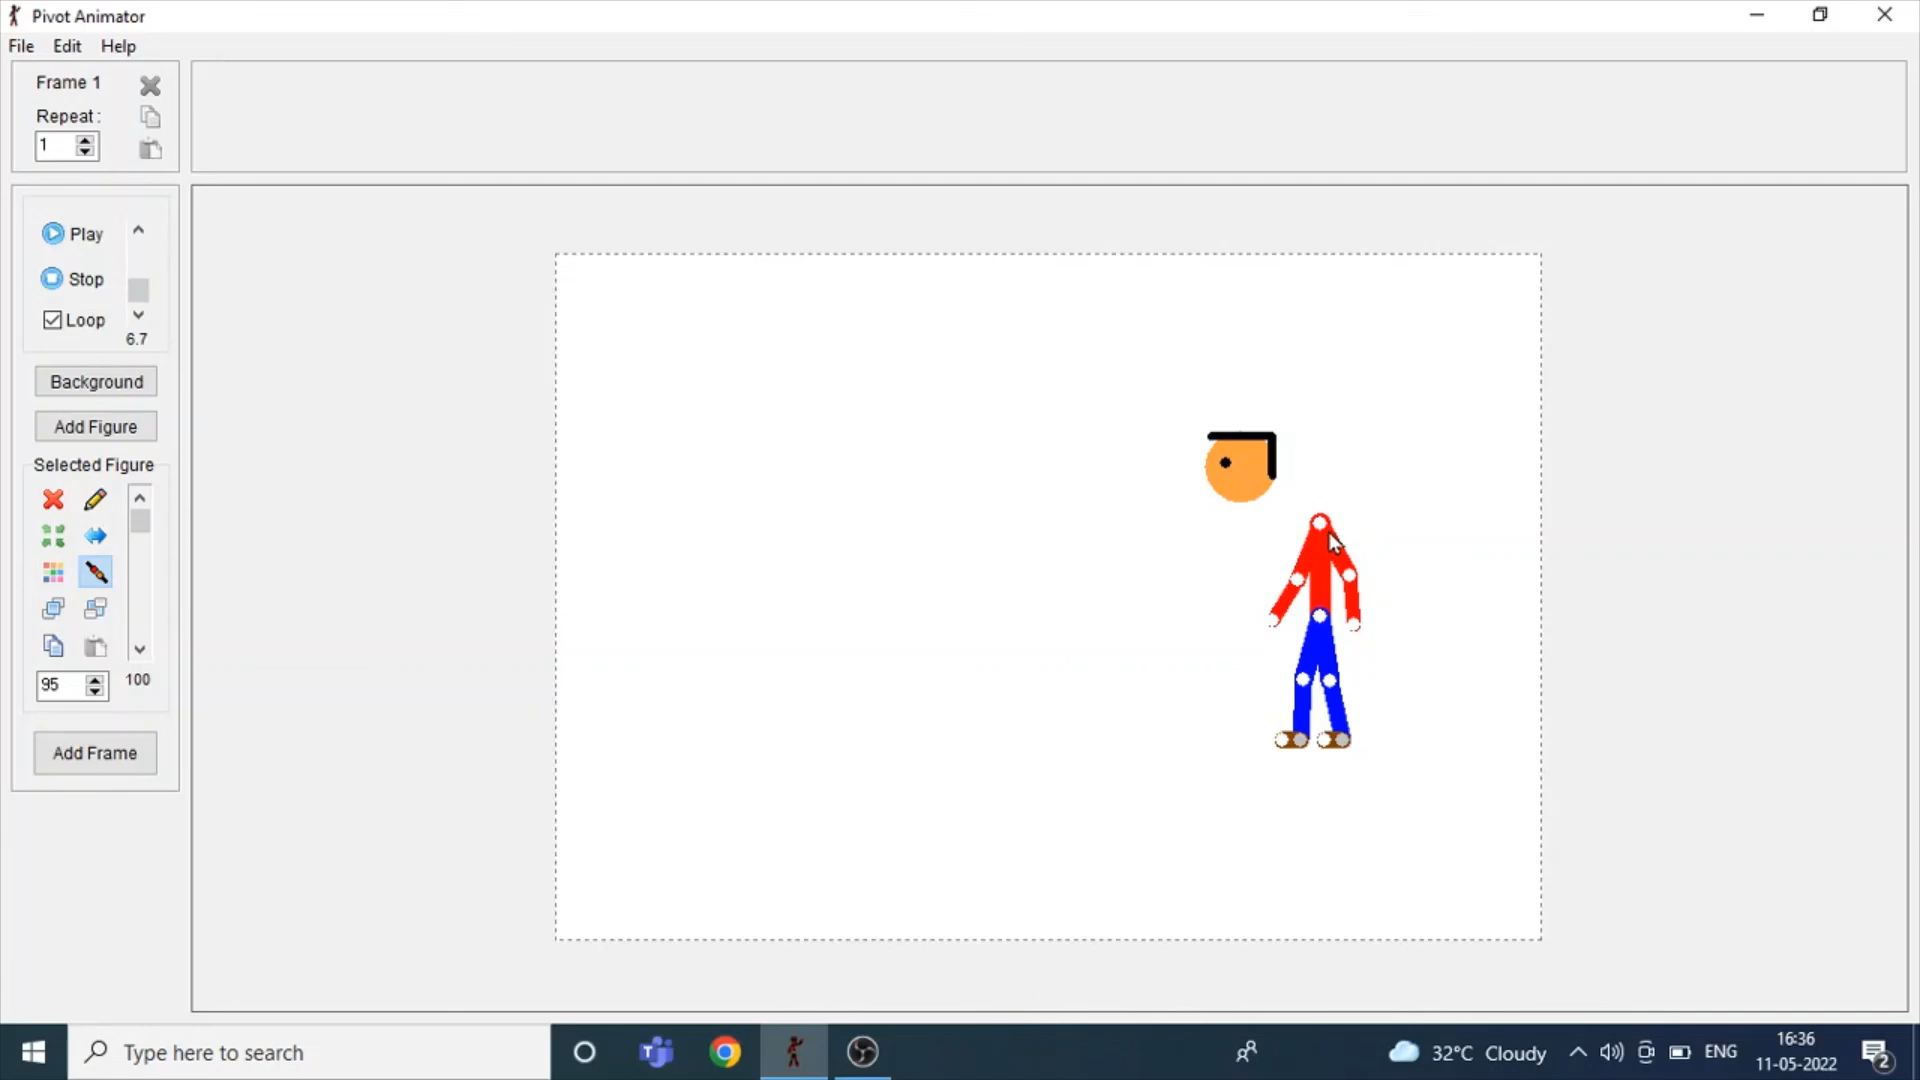 Pivot Animator
File Edit Help
Frame 1
Repeat :
1
Play
Stop
Loop
6.7
Background
Add Figure
Selected Figure
95
100
Add Frame
Type here to search
32°C Cloudy
ENG
16:36
11-05-2022
2